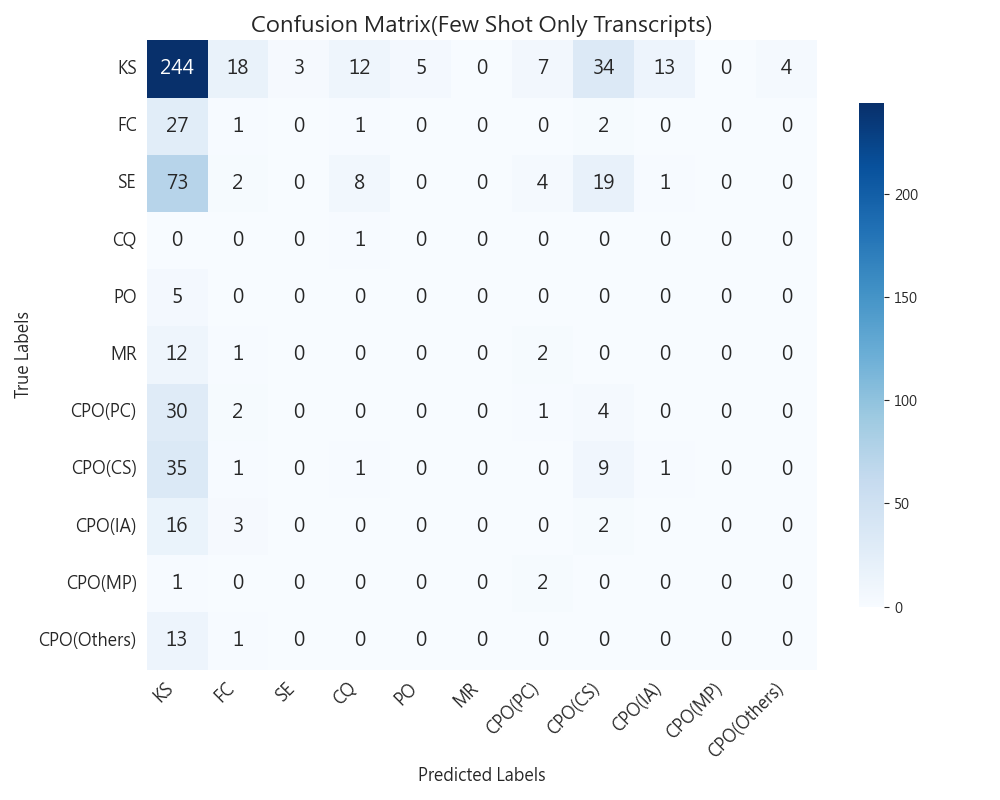 Confusion Matrix(Few Shot Only Transcripts)
KS 244 18 3 12 5 0 7 34 13 0 4
FC 27 1 0 1 0 0 0 2 0 0 0
SE 73 2 0 8 0 0 4 19 1 0 0
CQ 0 0 0 1 0 0 0 0 0 0 0
PO 5 0 0 0 0 0 0 0 0 0 0
MR 12 1 0 0 0 0 2 0 0 0 0
CPO(PC) 30 2 0 0 0 0 1 4 0 0 0
CPO(CS) 35 1 0 1 0 0 0 9 1 0 0
CPO(IA) 16 3 0 0 0 0 0 2 0 0 0
CPO(MP) 1 0 0 0 0 0 2 0 0 0 0
CPO(Others) 13 1 0 0 0 0 0 0 0 0 0
KS FC SE CQ PO MR CPO(PC) CPO(CS) CPO(IA) CPO(MP) CPO(Others)
Predicted Labels
True Labels
200
150
100
50
0